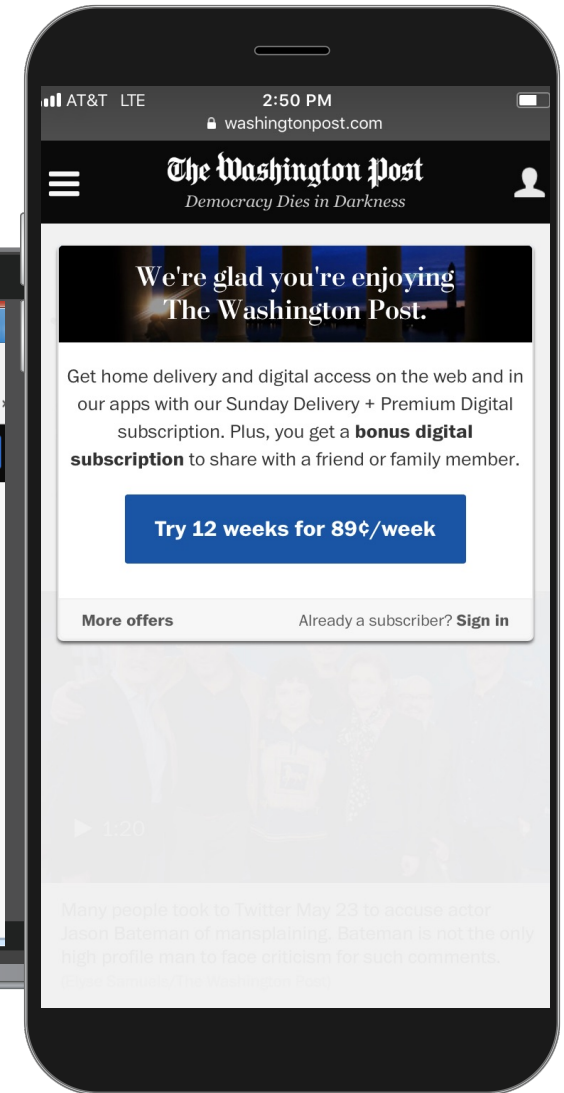 AT&T LTE 2:50 PM
washingtonpost.com
The Washington Post
Democracy Dies in Darkness
We're glad you're enjoying
The Washington Post.
Get home delivery and digital access on the web and in
our apps with our Sunday Delivery + Premium Digital
subscription. Plus, you get a bonus digital
subscription to share with a friend or family member.
Try 12 weeks for 89¢/week
More offers Already a subscriber? Sign in
1:20
Many people took to Twitter May 23 to accuse actor
Jason Bateman of mansplaining. Bateman is not the only
high profile man to face criticism for such comments.